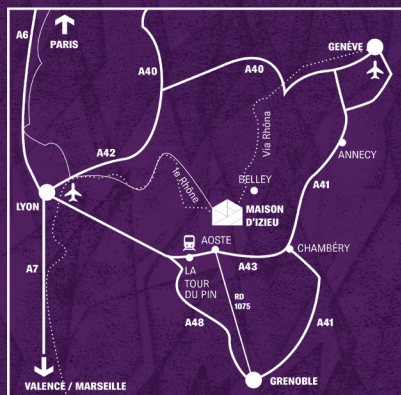 A6
PARIS
GENÈVE
A40
A40
Via Rhôna
A42
le Rhône
ANNECY
BELLEY
A41
LYON
MAISON
D'IZIEU
AOSTE
CHAMBÉRY
A7
A43
LA
TOUR
DU PIN
RD
1075
A48
A41
VALENCE / MARSEILLE
GRENOBLE